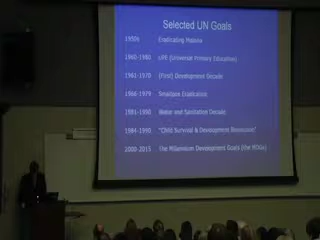 Selected UN Goals
1950s Eradicating Malaria
1960-1980 UPE (Universal Primary Education)
1961-1970 (First) Development Decade
1966-1979 Smallpox Eradication
1981-1990 Water and Sanitation Decade
1984-1990 "Child Survival & Development Revolution"
2000-2015 The Millennium Development Goals (the MDGs)